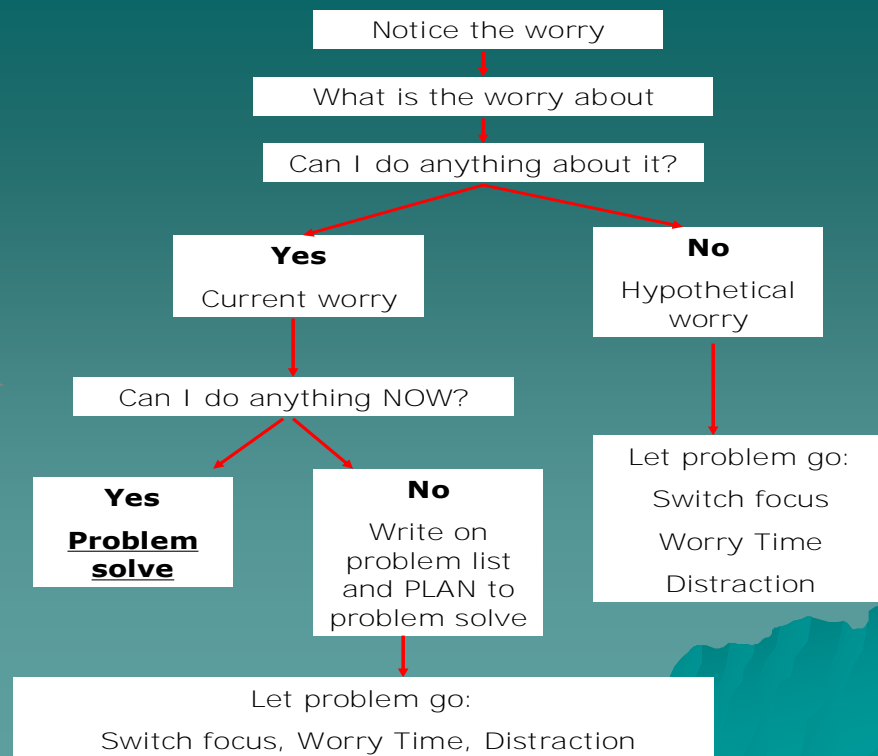 Notice the worry
What is the worry about
Can I do anything about it?
Yes
Current worry
No
Hypothetical
worry
Can I do anything NOW?
Yes
Problem
solve
No
Write on
problem list
and PLAN to
problem solve
Let problem go:
Switch focus
Worry Time
Distraction
Let problem go:
Switch focus, Worry Time, Distraction